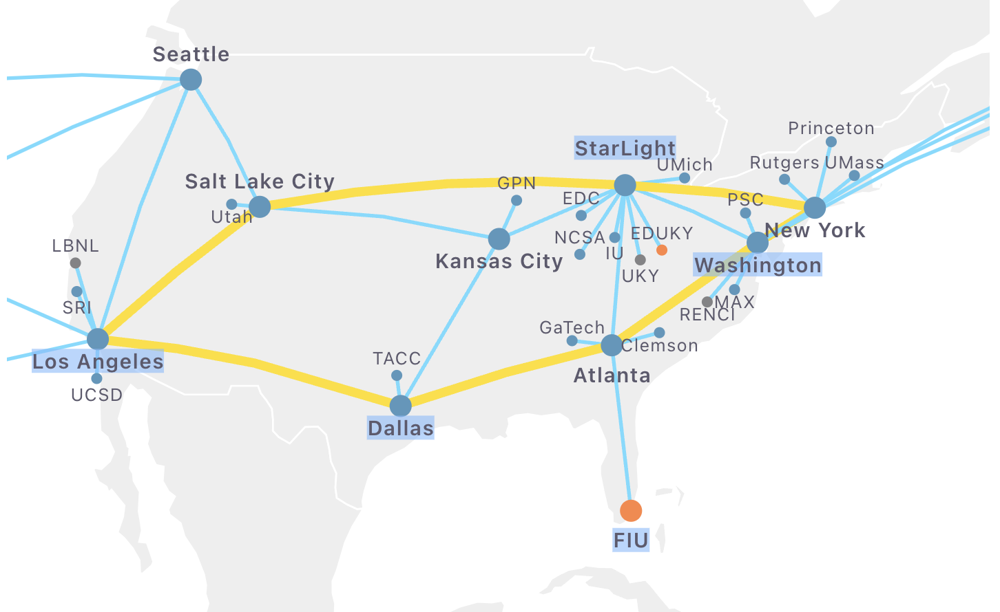 Seattle
Princeton
StarLight
UMich
Rutgers
UMass
Salt Lake City
GPN
EDC
PSC
Utah
New York
NCSA
EDUKY
LBNL
IU
Kansas City
Washington
UKY
SRI
MAX
RENCI
GaTech
Clemson
Los Angeles
TACC
Atlanta
UCSD
Dallas
FIU